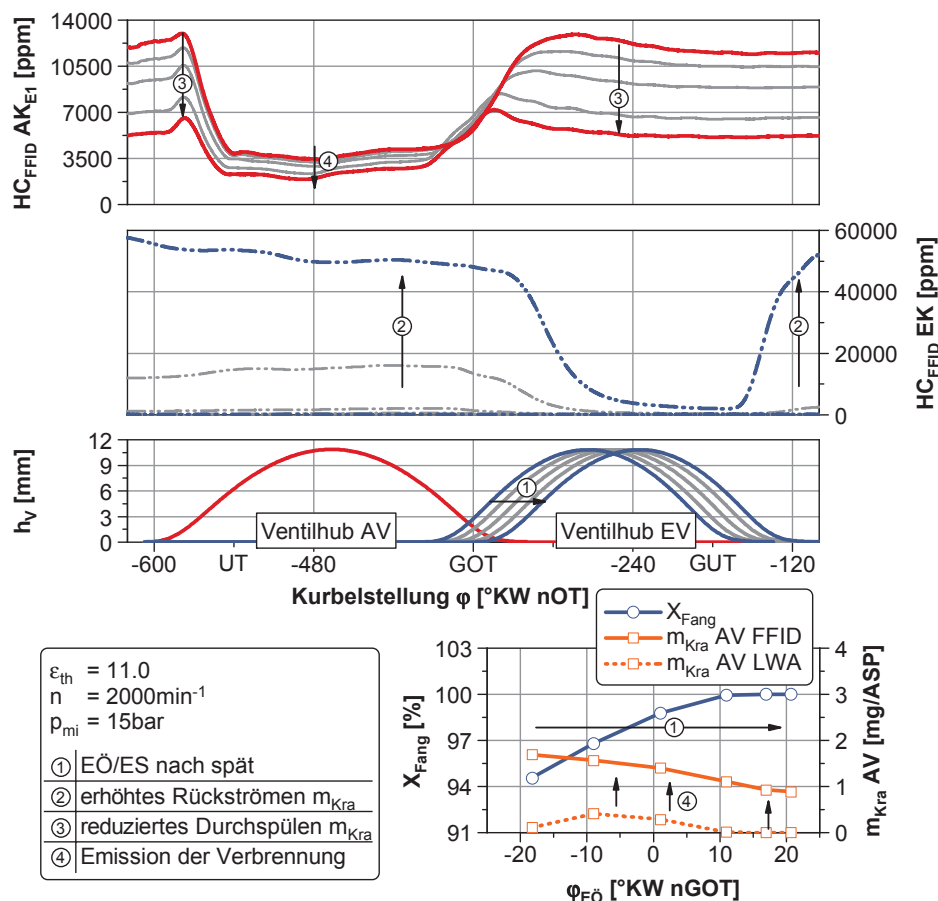 14000
10500
7000
3500
0
HC_FFID AK_E1 [ppm]
③
③
④
60000
40000
20000
0
HC_FFID EK [ppm]
②
②
12
9
6
3
0
h_V [mm]
①
Ventilhub AV
Ventilhub EV
-600
UT
-480
GOT
-240
GUT
-120
Kurbelstellung φ [°KW nOT]
ε_th = 11.0
n = 2000min⁻¹
p_mi = 15bar
① EÖ/ES nach spät
② erhöhtes Rückströmen m_Kra
③ reduziertes Durchspülen m_Kra
④ Emission der Verbrennung
X_Fang
m_Kra AV FFID
m_Kra AV LWA
103
100
97
94
91
X_Fang [%]
①
④
4
3
2
1
0
m_Kra AV [mg/ASP]
-20
-10
0
10
20
φ_EÖ [°KW nGOT]